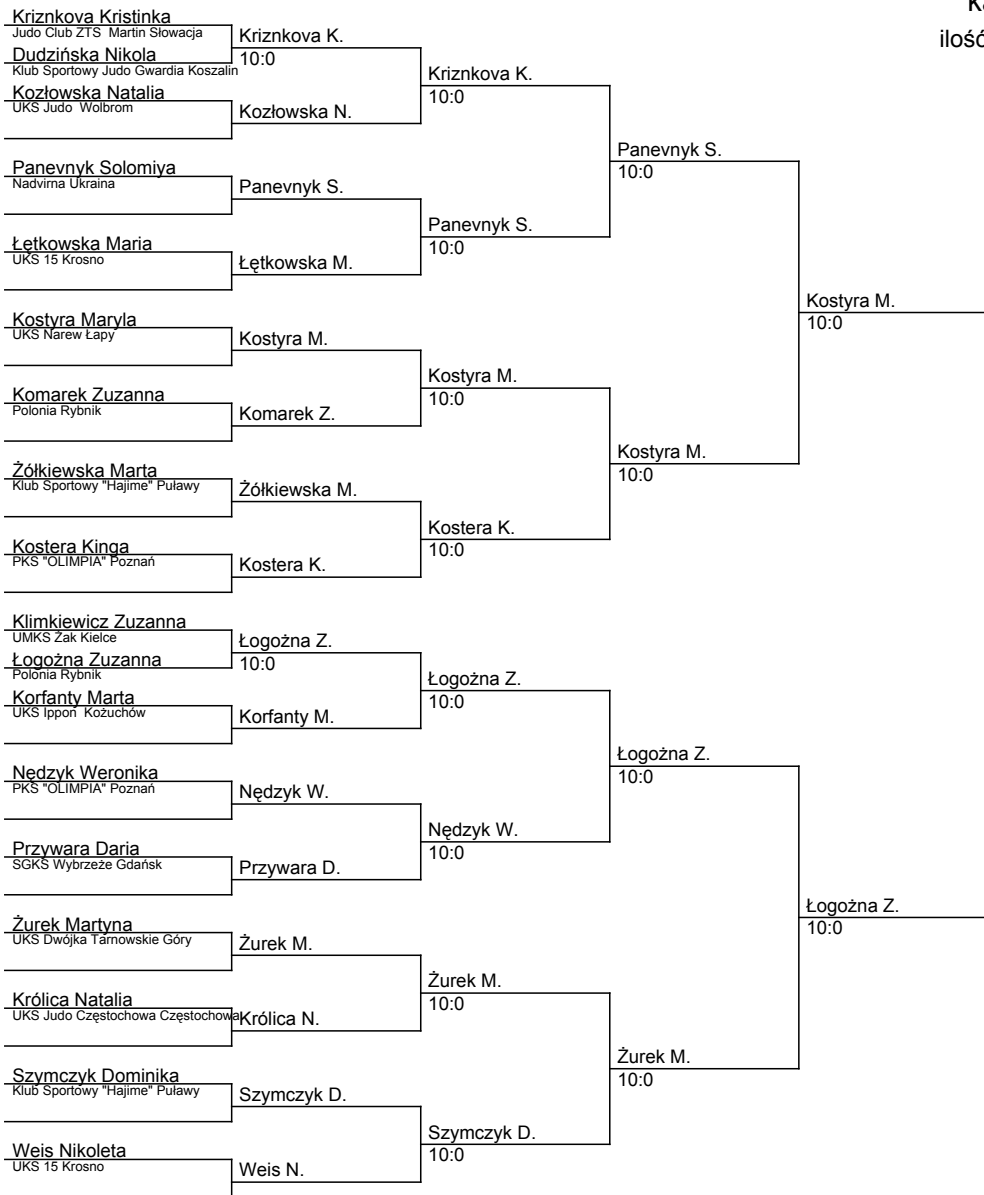 Kriznkova Kristinka
Judo Club ZTS Martin Słowacja
Dudzińska Nikola
Klub Sportowy Judo Gwardia Koszalin
Kozłowska Natalia
UKS Judo Wolbrom
Panevnyk Solomiya
Nadvirna Ukraina
Łętkowska Maria
UKS 15 Krosno
Kostyra Maryla
UKS Narew Łapy
Komarek Zuzanna
Polonia Rybnik
Żółkiewska Marta
Klub Sportowy "Hajime" Puławy
Kostera Kinga
PKS "OLIMPIA" Poznań
Klimkiewicz Zuzanna
UMKS Żak Kielce
Łogożna Zuzanna
Polonia Rybnik
Korfanty Marta
UKS Ippon Kożuchów
Nędzyk Weronika
PKS "OLIMPIA" Poznań
Przywara Daria
SGKS Wybrzeże Gdańsk
Żurek Martyna
UKS Dwójka Tarnowskie Góry
Królica Natalia
UKS Judo Częstochowa Częstochowa
Szymczyk Dominika
Klub Sportowy "Hajime" Puławy
Weis Nikoleta
UKS 15 Krosno
Kriznkova K.
10:0
Kozłowska N.
Panevnyk S.
Łętkowska M.
Kostyra M.
Komarek Z.
Żółkiewska M.
Kostera K.
Łogożna Z.
10:0
Korfanty M.
Nędzyk W.
Przywara D.
Żurek M.
Królica N.
Szymczyk D.
Weis N.
Kriznkova K.
10:0
Panevnyk S.
10:0
Kostyra M.
10:0
Kostera K.
10:0
Łogożna Z.
10:0
Nędzyk W.
10:0
Żurek M.
10:0
Szymczyk D.
10:0
Panevnyk S.
10:0
Kostyra M.
10:0
Łogożna Z.
10:0
Żurek M.
10:0
Kostyra M.
10:0
Łogożna Z.
10:0
ilość